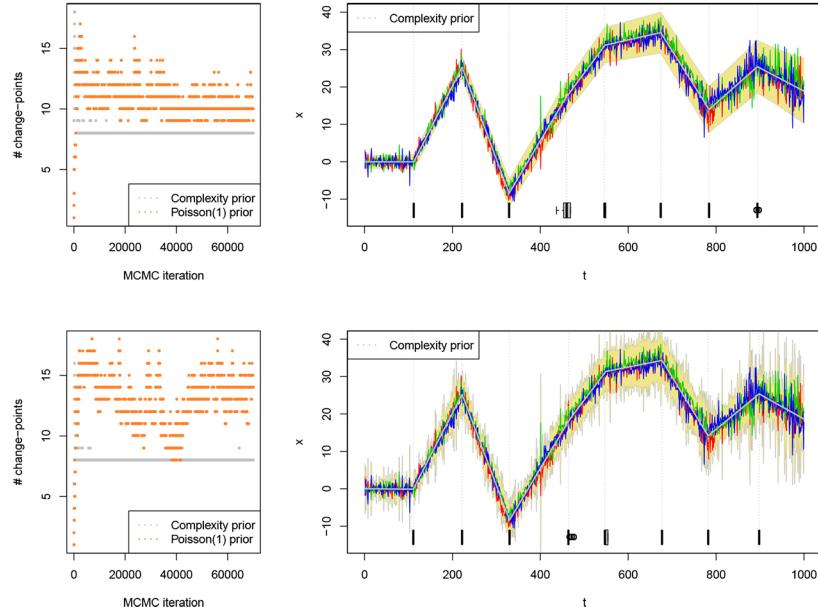 # change-points
15
10
5
0
20000
40000
60000
MCMC iteration
Complexity prior
Poisson(1) prior
x
40
30
20
10
0
−10
0
200
400
600
800
1000
t
Complexity prior
# change-points
15
10
5
0
20000
40000
60000
MCMC iteration
Complexity prior
Poisson(1) prior
x
40
30
20
10
0
−10
0
200
400
600
800
1000
t
Complexity prior